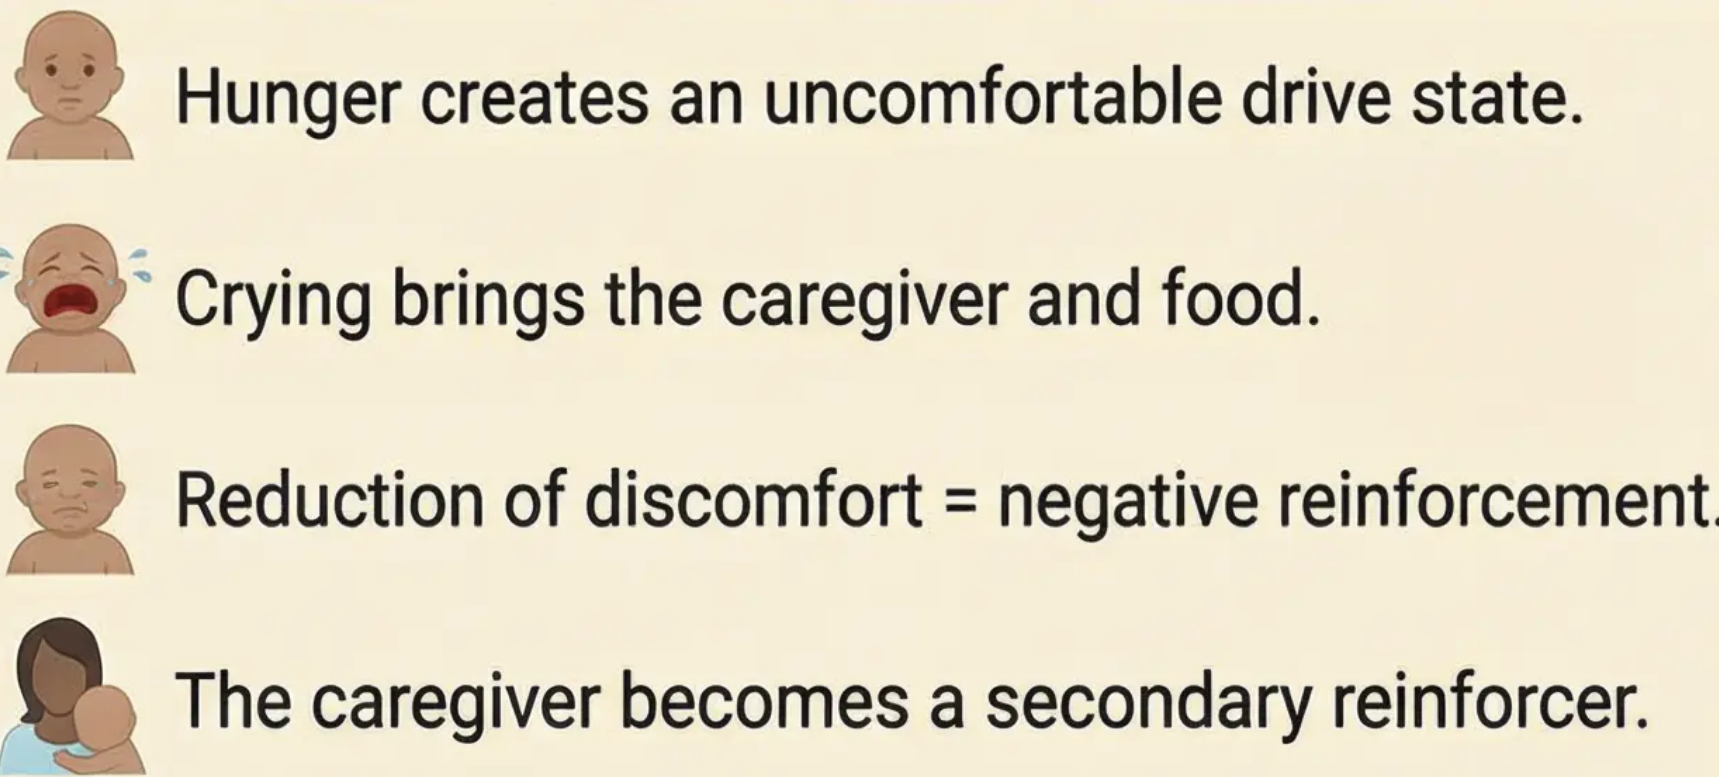 Hunger creates an uncomfortable drive state.
Crying brings the caregiver and food.
Reduction of discomfort = negative reinforcement.
The caregiver becomes a secondary reinforcer.